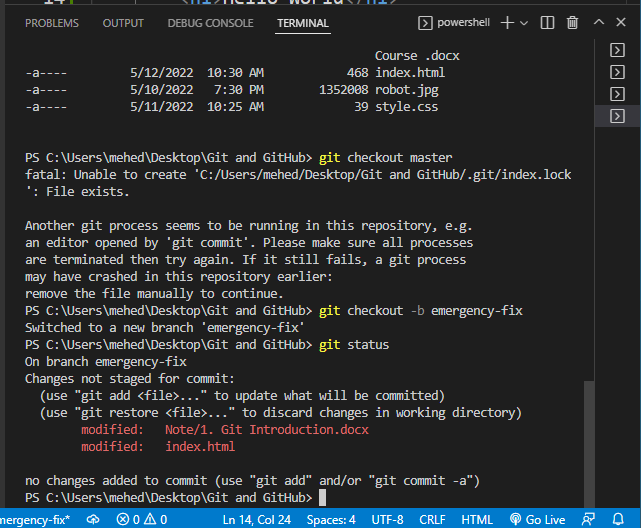 PROBLEMS OUTPUT DEBUG CONSOLE TERMINAL powershell
Course .docx
-a---- 5/12/2022 10:30 AM 468 index.html
-a---- 5/10/2022 7:30 PM 1352008 robot.jpg
-a---- 5/11/2022 10:25 AM 39 style.css
PS C:\Users\mehed\Desktop\Git and GitHub> git checkout master
fatal: Unable to create 'C:/Users/mehed/Desktop/Git and GitHub/.git/index.lock
': File exists.
Another git process seems to be running in this repository, e.g.
an editor opened by 'git commit'. Please make sure all processes
are terminated then try again. If it still fails, a git process
may have crashed in this repository earlier:
remove the file manually to continue.
PS C:\Users\mehed\Desktop\Git and GitHub> git checkout -b emergency-fix
Switched to a new branch 'emergency-fix'
PS C:\Users\mehed\Desktop\Git and GitHub> git status
On branch emergency-fix
Changes not staged for commit:
(use "git add <file>..." to update what will be committed)
(use "git restore <file>..." to discard changes in working directory)
modified: Note/1. Git Introduction.docx
modified: index.html
no changes added to commit (use "git add" and/or "git commit -a")
PS C:\Users\mehed\Desktop\Git and GitHub>
mergency-fix* 0 0 Ln 14, Col 24 Spaces: 4 UTF-8 CRLF HTML Go Live